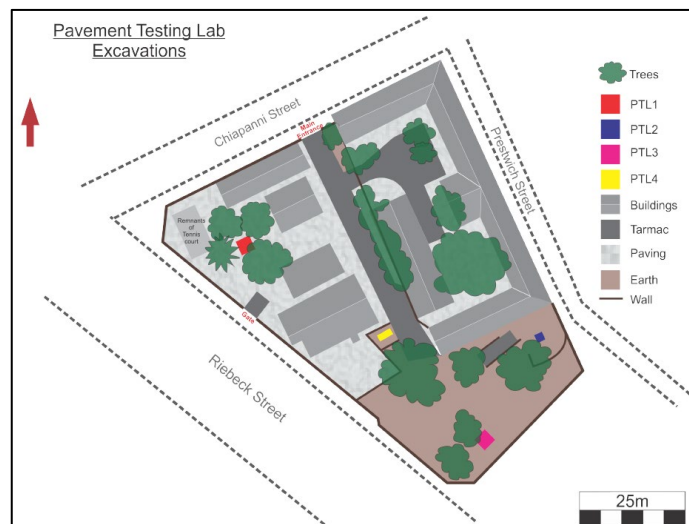 Pavement Testing Lab
Excavations
Chiapanni Street
Main
Entrance
Prestwich Street
Remnants
of
Tennis
court
Gate
Riebeck Street
Trees
PTL1
PTL2
PTL3
PTL4
Buildings
Tarmac
Paving
Earth
Wall
25m